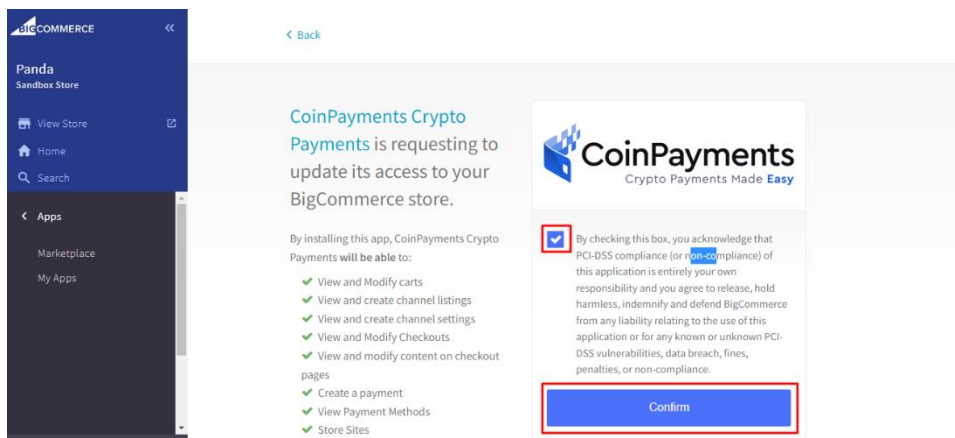 BIGCOMMERCE
Panda
Sandbox Store
View Store
Home
Search
Apps
Marketplace
My Apps
Back
CoinPayments Crypto
Payments is requesting to
update its access to your
BigCommerce store.
By installing this app, CoinPayments Crypto
Payments will be able to:
View and Modify carts
View and create channel listings
View and create channel settings
View and Modify Checkouts
View and modify content on checkout
pages
Create a payment
View Payment Methods
Store Sites
CoinPayments
Crypto Payments Made Easy
By checking this box, you acknowledge that
PCI-DSS compliance (or non-compliance) of
this application is entirely your own
responsibility and you agree to release, hold
harmless, indemnify and defend BigCommerce
from any liability relating to the use of this
application or for any known or unknown PCI-
DSS vulnerabilities, data breach, fines,
penalties, or non-compliance.
Confirm